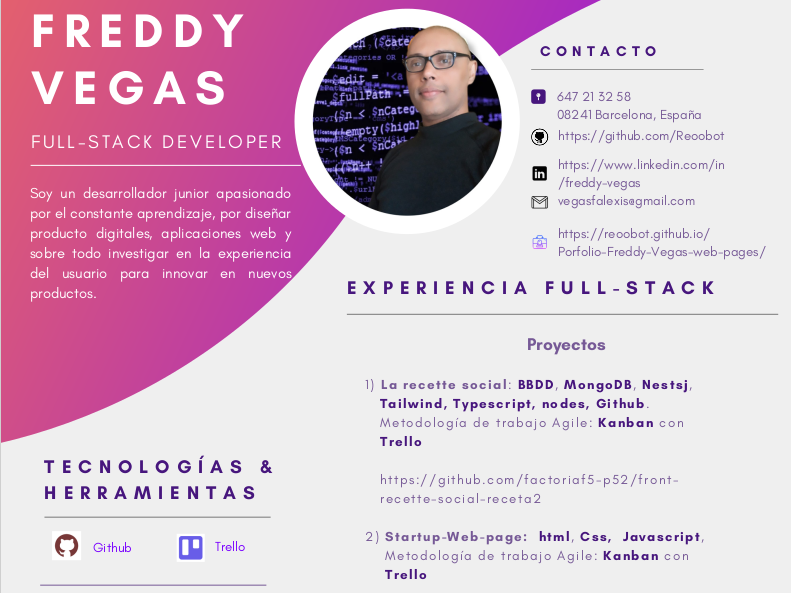 FREDDY
VEGAS
FULL-STACK DEVELOPER
Soy un desarrollador junior apasionado
por el constante aprendizaje, por diseñar
producto digitales, aplicaciones web y
sobre todo investigar en la experiencia
del usuario para innovar en nuevos
productos.
TECNOLOGÍAS &
HERRAMIENTAS
Github
Trello
CONTACTO
647 21 32 58
08241 Barcelona, España
https://github.com/Reoobot
https://www.linkedin.com/in
/freddy-vegas
vegasfalexis@gmail.com
https://reoobot.github.io/
Porfolio-Freddy-Vegas-web-pages/
EXPERIENCIA FULL-STACK
Proyectos
1) La recette social: BBDD, MongoDB, Nestsj,
Tailwind, Typescript, nodes, Github.
Metodología de trabajo Agile: Kanban con
Trello
https://github.com/factoriaf5-p52/front-
recette-social-receta2
2) Startup-Web-page: html, Css, Javascript,
Metodología de trabajo Agile: Kanban con
Trello